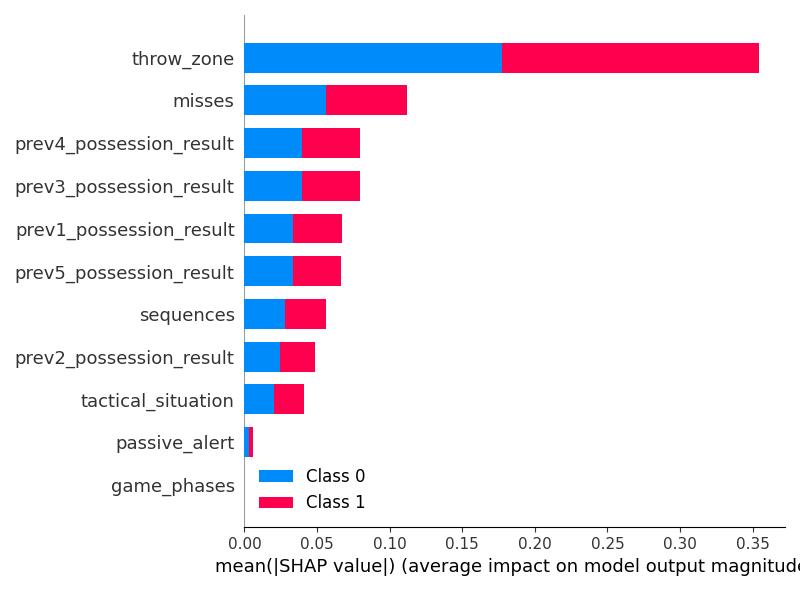 throw_zone
misses
prev4_possession_result
prev3_possession_result
prev1_possession_result
prev5_possession_result
sequences
prev2_possession_result
tactical_situation
passive_alert
game_phases
Class 0
Class 1
0.00 0.05 0.10 0.15 0.20 0.25 0.30 0.35
mean(|SHAP value|) (average impact on model output magnitude